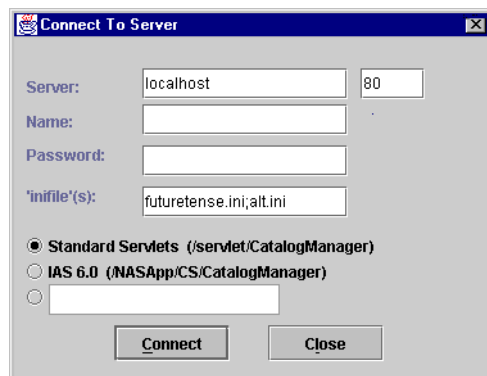 Connect To Server
Server: localhost 80
Name:
Password:
'inifile'(s): futuretense.ini;alt.ini
Standard Servlets (/servlet/CatalogManager)
IAS 6.0 (/NASApp/CS/CatalogManager)
Connect Close